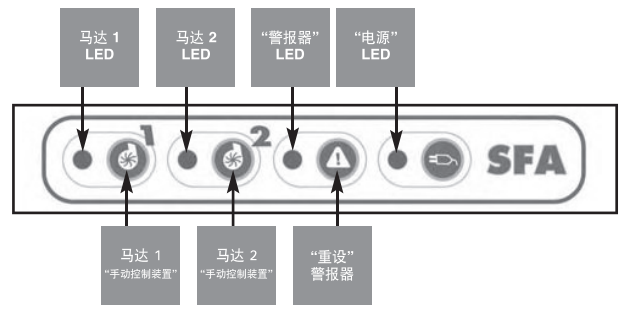 马达 1
LED
马达 2
LED
“警报器”
LED
“电源”
LED
1
2
SFA
马达 1
“手动控制装置”
马达 2
“手动控制装置”
“重设”
警报器